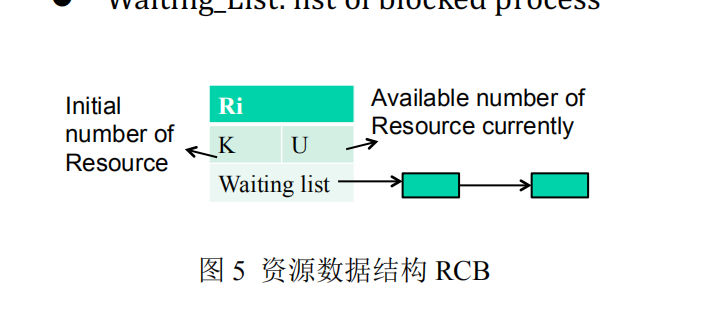 ● Waiting_List: list of blocked process
Initial
number of
Resource
Ri
K U
Waiting list
Available number of
Resource currently
图 5 资源数据结构 RCB